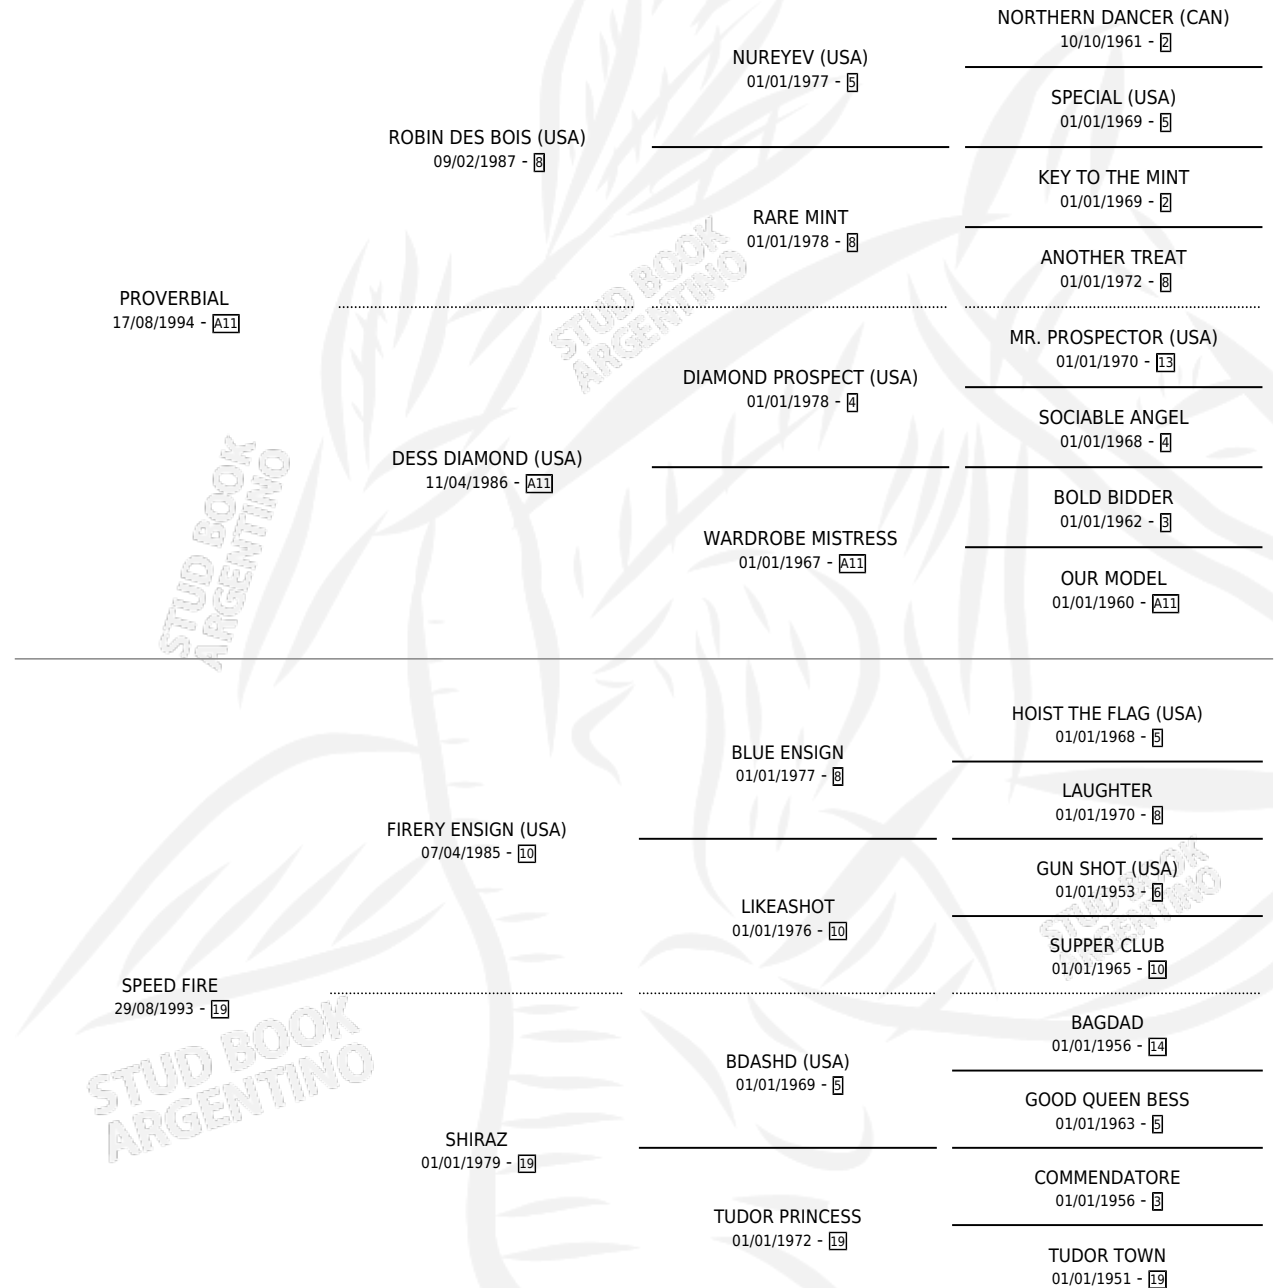 NORTHERN DANCER (CAN)
10/10/1961 - 2
NUREYEV (USA)
01/01/1977 - 5
SPECIAL (USA)
01/01/1969 - 5
ROBIN DES BOIS (USA)
09/02/1987 - 8
KEY TO THE MINT
01/01/1969 - 2
RARE MINT
01/01/1978 - 8
ANOTHER TREAT
01/01/1972 - 8
PROVERBIAL
17/08/1994 - A11
STUD BOOK
ARGENTINO
MR. PROSPECTOR (USA)
01/01/1970 - 13
DIAMOND PROSPECT (USA)
01/01/1978 - 4
SOCIABLE ANGEL
01/01/1968 - 4
DESS DIAMOND (USA)
11/04/1986 - A11
BOLD BIDDER
01/01/1962 - 3
WARDROBE MISTRESS
01/01/1967 - A11
OUR MODEL
01/01/1960 - A11
STUD BOOK
ARGENTINO
HOIST THE FLAG (USA)
01/01/1968 - 5
BLUE ENSIGN
01/01/1977 - 8
LAUGHTER
01/01/1970 - 8
FIRERY ENSIGN (USA)
07/04/1985 - 10
GUN SHOT (USA)
01/01/1953 - 6
LIKEASHOT
01/01/1976 - 10
STUD BOOK
ARGENTINO
SUPPER CLUB
01/01/1965 - 10
SPEED FIRE
29/08/1993 - 19
BAGDAD
01/01/1956 - 14
STUD BOOK
ARGENTINO
BDASHD (USA)
01/01/1969 - 5
GOOD QUEEN BESS
01/01/1963 - 5
SHIRAZ
01/01/1979 - 19
COMMENDATORE
01/01/1956 - 3
TUDOR PRINCESS
01/01/1972 - 19
TUDOR TOWN
01/01/1951 - 19